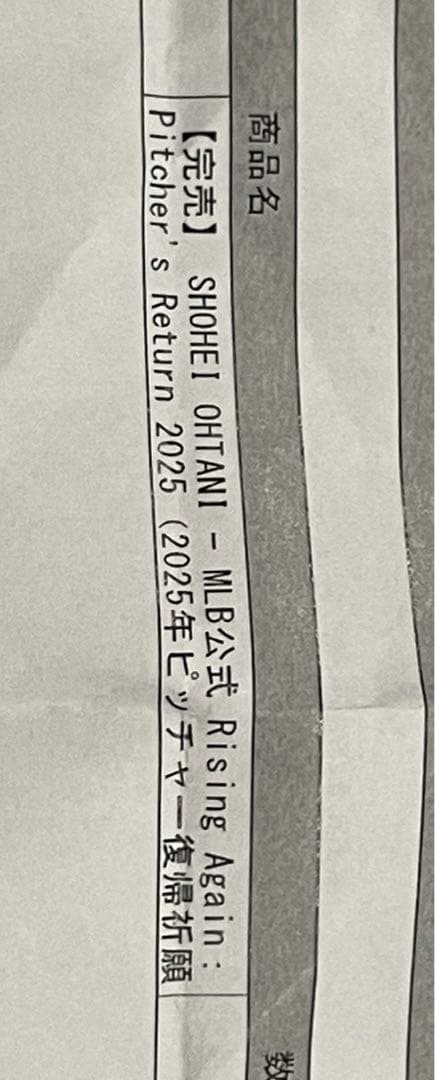 商品名
【完売】 SHOHEI OHTANI - MLB公式 Rising Again:
Pitcher's Return 2025 (2025年ピッチャー復帰祈願
数